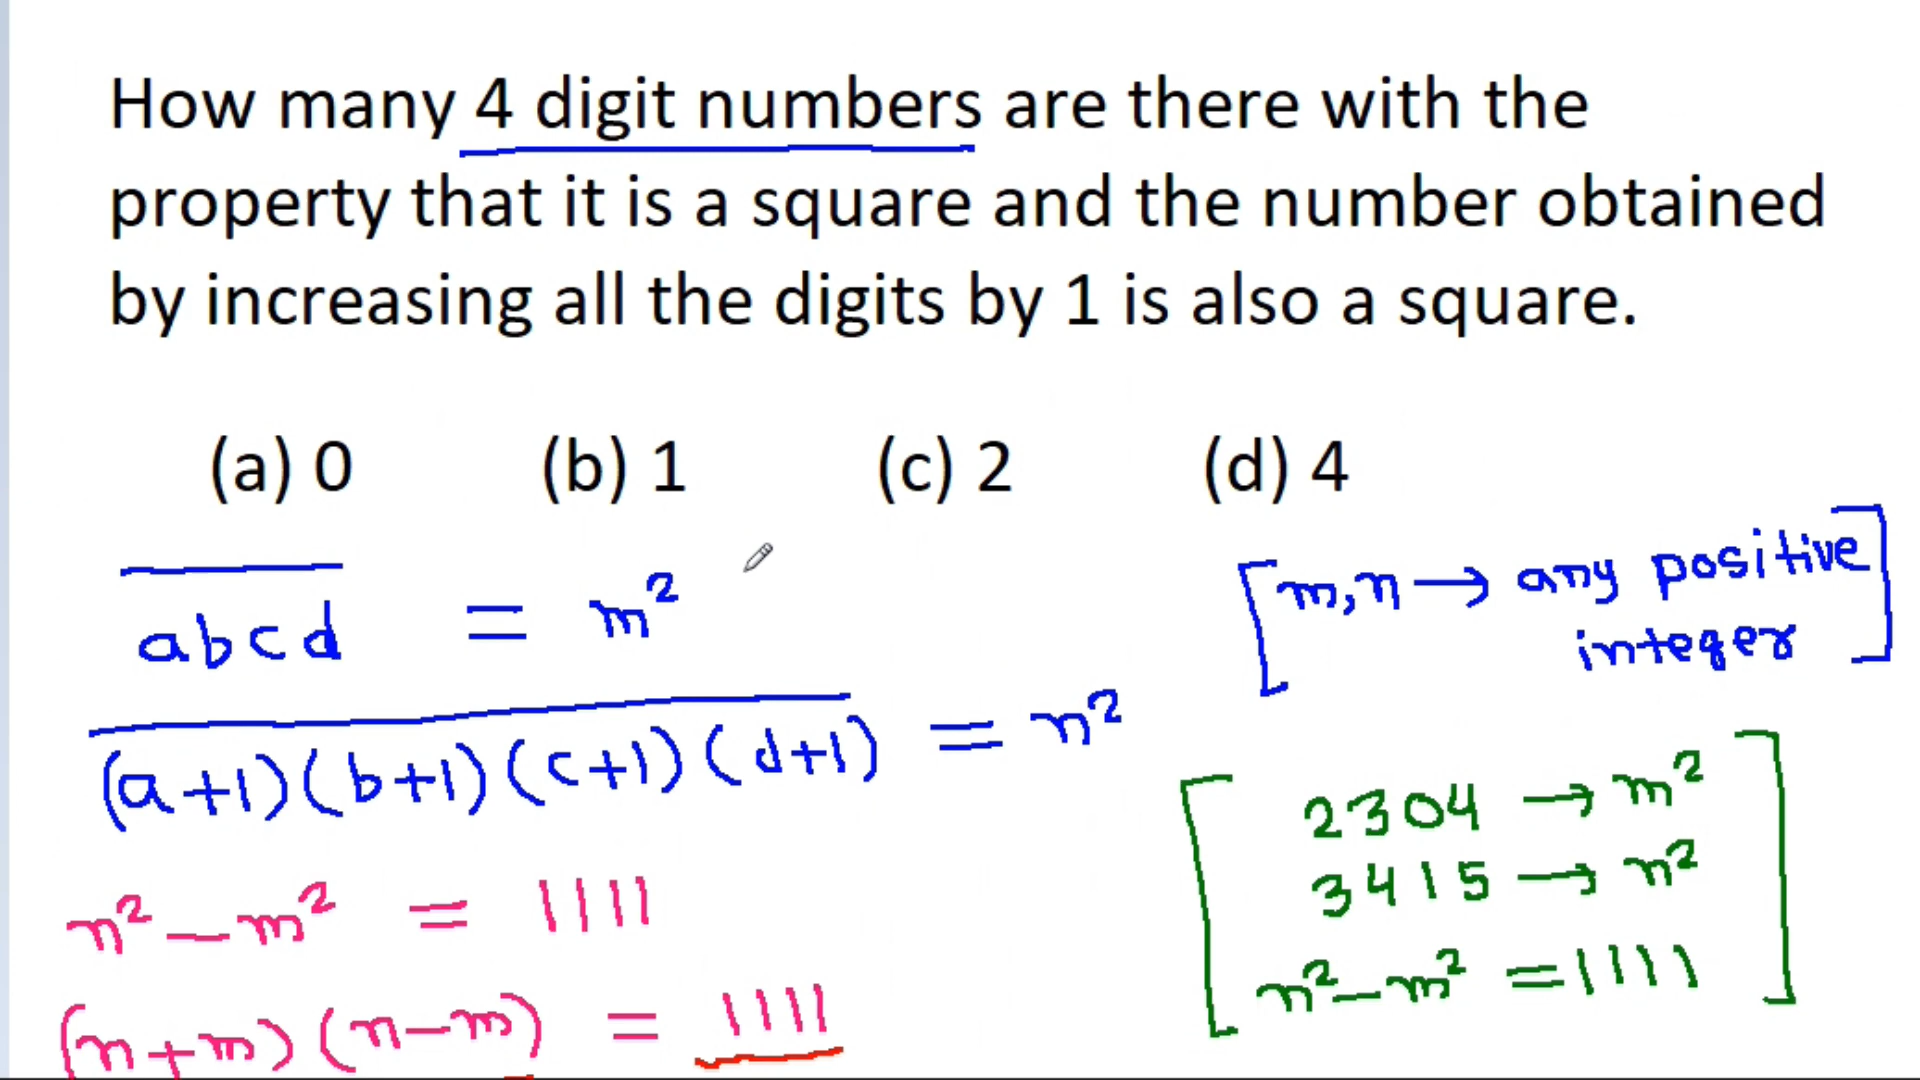 How many 4 digit numbers are there with the
property that it is a square and the number obtained
by increasing all the digits by 1 is also a square.
(a) 0 (b) 1 (c) 2 (d) 4
abcd = m²
[m,n → any positive
integer]
(a+1)(b+1)(c+1)(d+1) = n²
[2304 → m²
3415 → n²
n² – m² = 1111]
n² – m² = 1111
(n+m)(n–m) = 1111